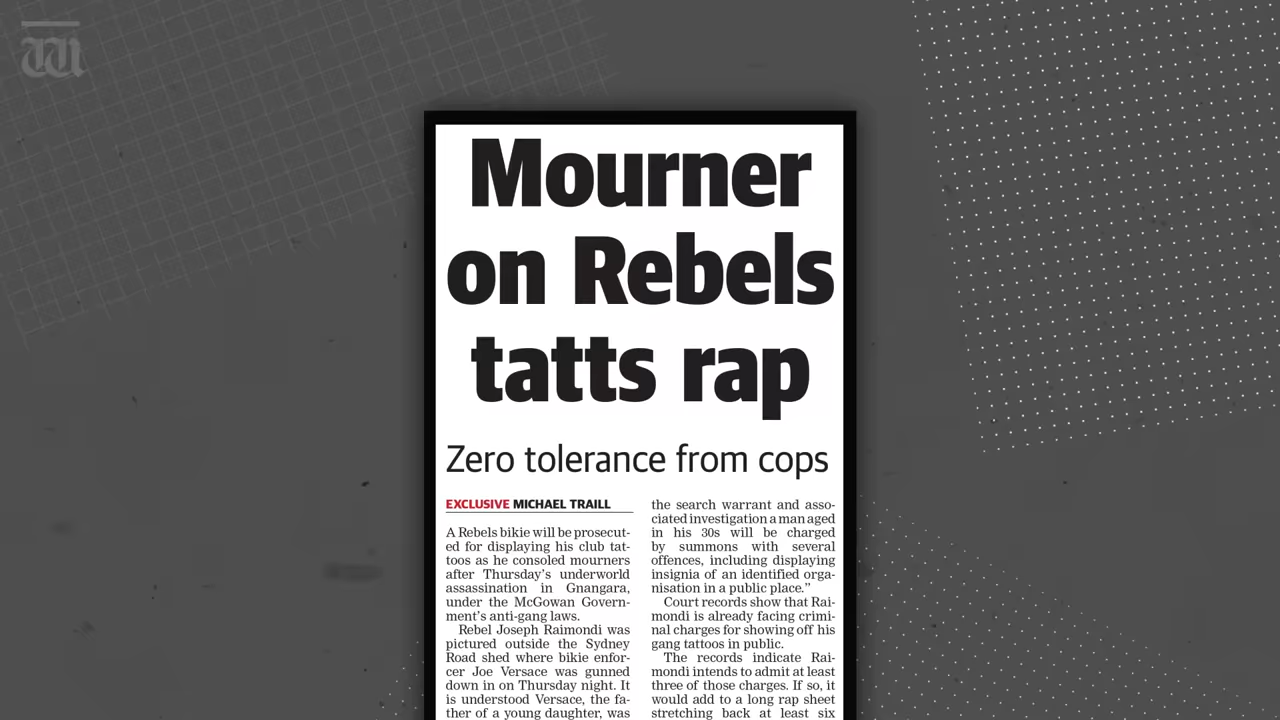 W
Mourner
on Rebels
tatts rap
Zero tolerance from cops
EXCLUSIVE MICHAEL TRAILL
A Rebels bikie will be prosecut-
ed for displaying his club tat-
toos as he consoled mourners
after Thursday's underworld
assassination in Gnangara,
under the McGowan Govern-
ment's anti-gang laws.
Rebel Joseph Raimondi was
pictured outside the Sydney
Road shed where bikie enfor-
cer Joe Versace was gunned
down in on Thursday night. It
is understood Versace, the fa-
ther of a young daughter, was
the search warrant and asso-
ciated investigation a man aged
in his 30s will be charged
by summons with several
offences, including displaying
insignia of an identified orga-
nisation in a public place.”
Court records show that Rai-
mondi is already facing crimi-
nal charges for showing off his
gang tattoos in public.
The records indicate Rai-
mondi intends to admit at least
three of those charges. If so, it
would add to a long rap sheet
stretching back at least six